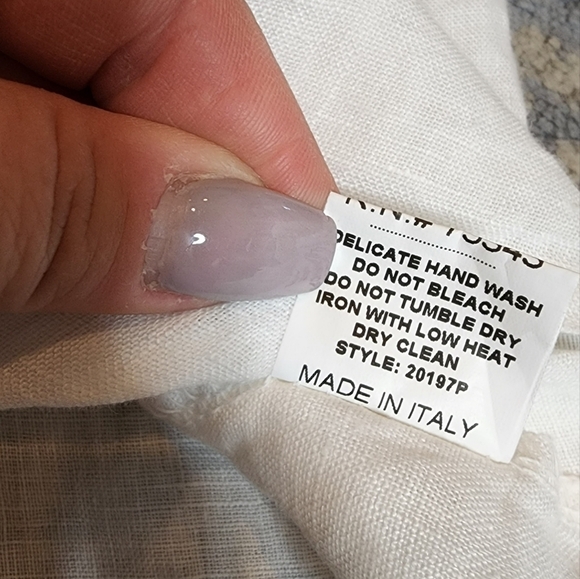 DELICATE HAND WASH
DO NOT BLEACH
DO NOT TUMBLE DRY
IRON WITH LOW HEAT
DRY CLEAN
STYLE: 20197P
MADE IN ITALY